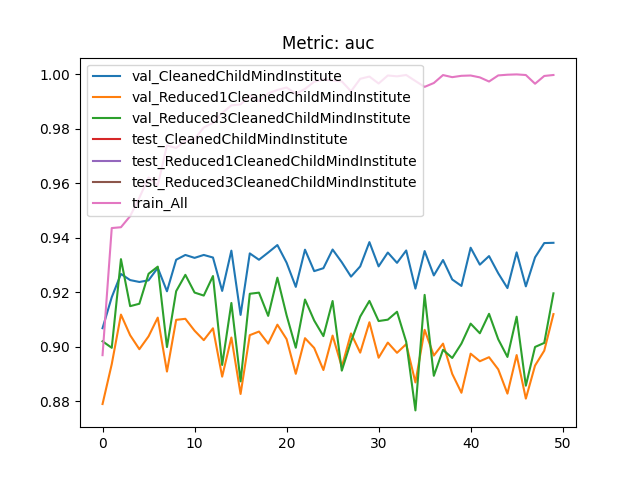 Metric: auc
1.00
0.98
0.96
0.94
0.92
0.90
0.88
val_CleanedChildMindInstitute
val_Reduced1CleanedChildMindInstitute
val_Reduced3CleanedChildMindInstitute
test_CleanedChildMindInstitute
test_Reduced1CleanedChildMindInstitute
test_Reduced3CleanedChildMindInstitute
train_All
0 10 20 30 40 50